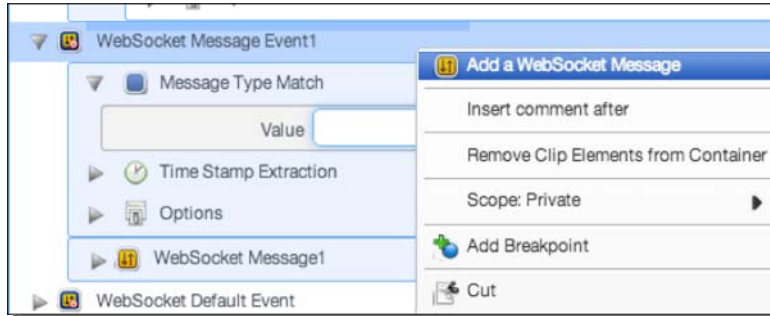 WebSocket Message Event1
Add a WebSocket Message
Message Type Match
Insert comment after
Value
Remove Clip Elements from Container
Time Stamp Extraction
Scope: Private
Options
Add Breakpoint
WebSocket Message1
Cut
WebSocket Default Event